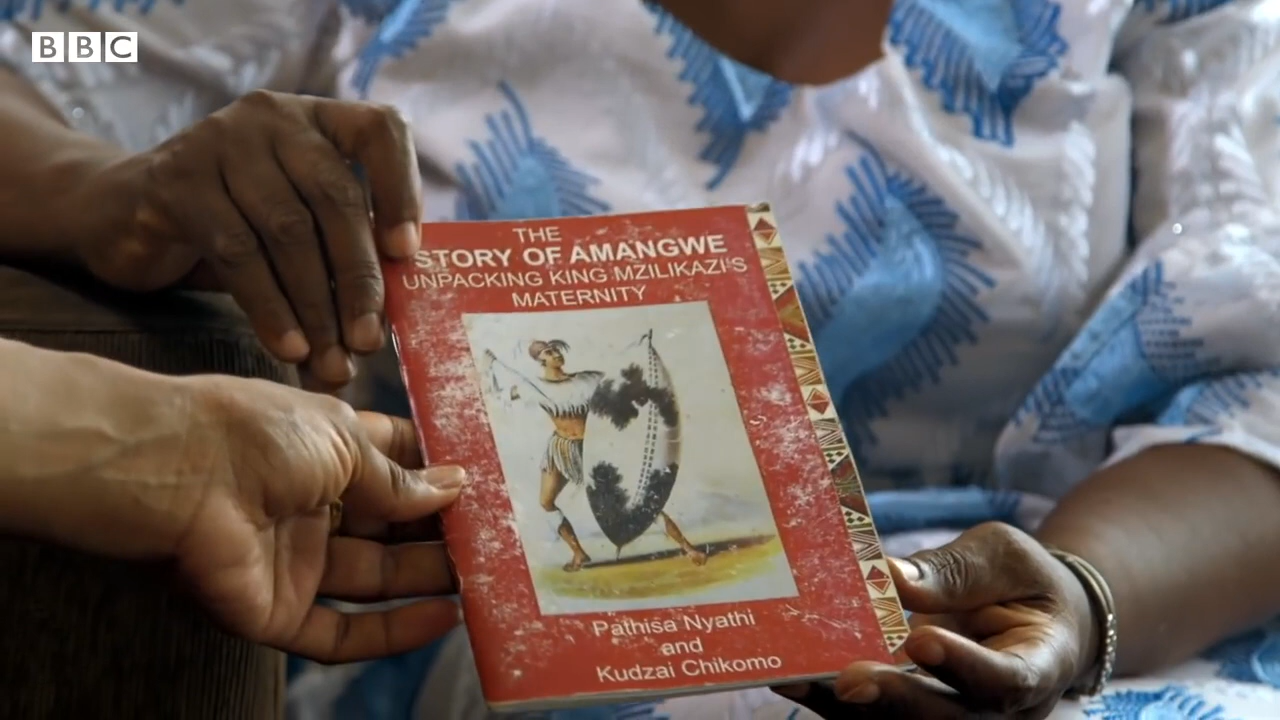 BBC
THE
STORY OF AMANGWE
UNPACKING KING MZILIKAZI'S
MATERNITY
Pathisa Nyathi
and
Kudzai Chikomo